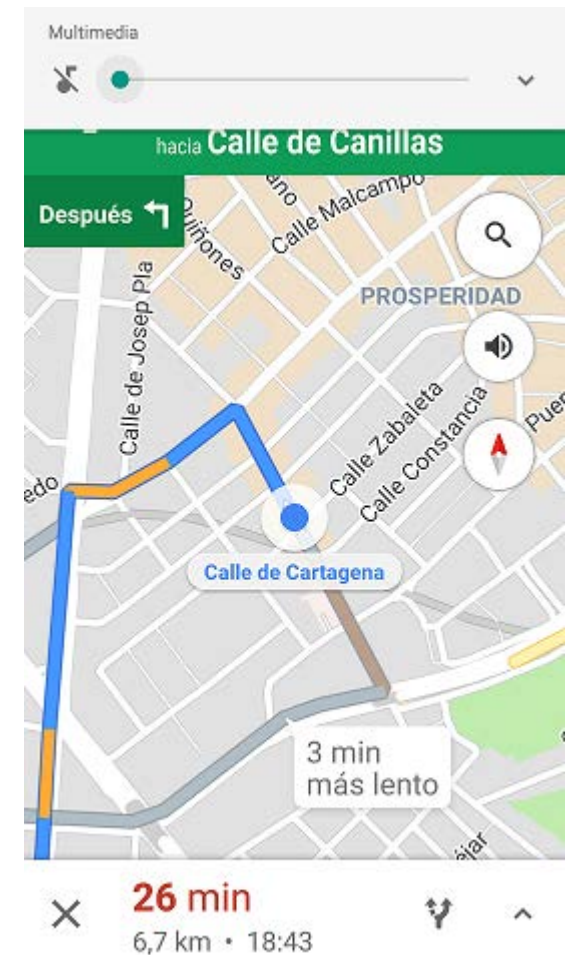 Multimedia
hacia Calle de Canillas
Después
Quiñones
Calle Malcampo
PROSPERIDAD
Calle de Josep Pla
Calle Zabaleta
Calle Constancia
Calle de Cartagena
3 min
más lento
26 min
6,7 km • 18:43